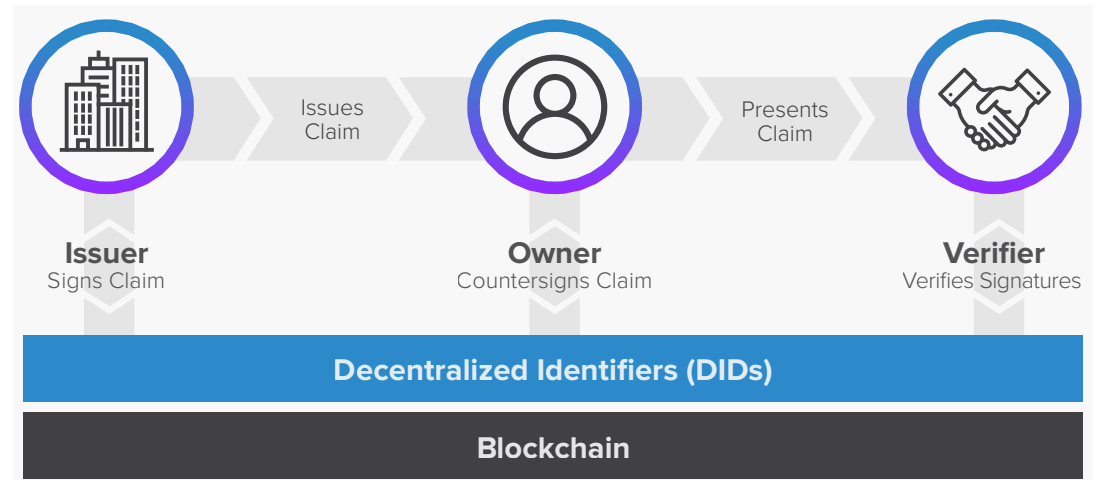 Issues
Claim
Presents
Claim
Issuer
Signs Claim
Owner
Countersigns Claim
Verifier
Verifies Signatures
Decentralized Identifiers (DIDs)
Blockchain